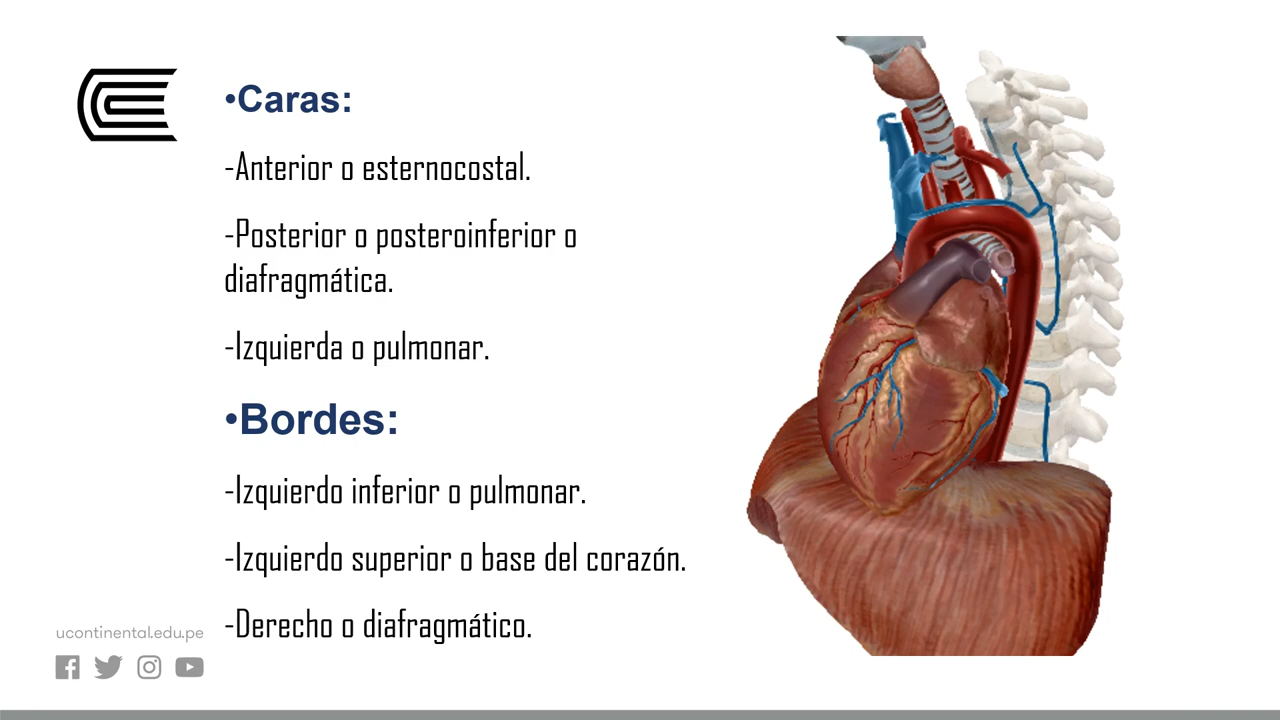 •Caras:
-Anterior o esternocostal.
-Posterior o posteroinferior o
diafragmática.
-Izquierda o pulmonar.
•Bordes:
-Izquierdo inferior o pulmonar.
-Izquierdo superior o base del corazón.
-Derecho o diafragmático.
ucontinental.edu.pe